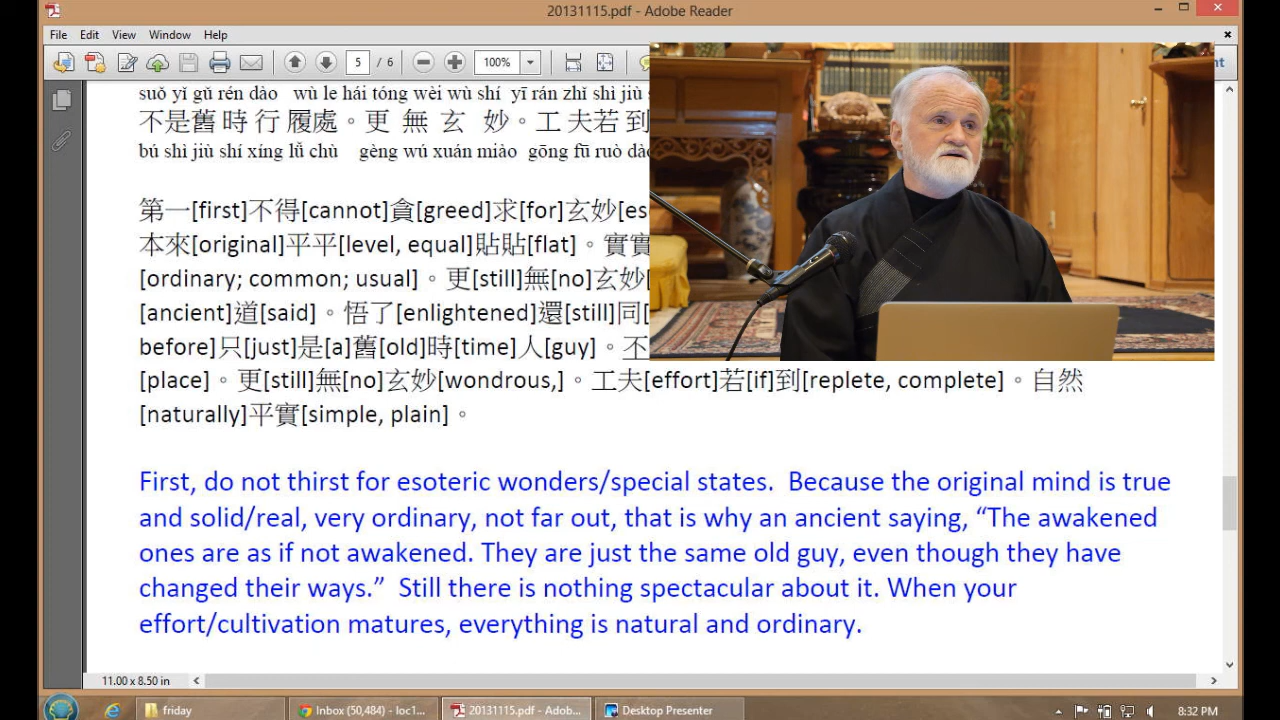 20131115.pdf - Adobe Reader
File Edit View Window Help
5 / 6 100%
suǒ yǐ gǔ rén dào wù le hái tóng wèi wù shí yī rán zhǐ shì jiù
不是舊時行履處。更無玄妙。工夫若到
bú shì jiù shí xíng lǚ chù gèng wú xuán miào gōng fū ruò dào
第一[first]不得[cannot]貪[greed]求[for]玄妙[es
本來[original]平平[level, equal]貼貼[flat]。實實
[ordinary; common; usual]。更[still]無[no]玄妙[
[ancient]道[said]。悟了[enlightened]還[still]同[
before]只[just]是[a]舊[old]時[time]人[guy]。不
[place]。更[still]無[no]玄妙[wondrous,]。工夫[effort]若[if]到[replete, complete]。自然
[naturally]平實[simple, plain]。
First, do not thirst for esoteric wonders/special states. Because the original mind is true
and solid/real, very ordinary, not far out, that is why an ancient saying, “The awakened
ones are as if not awakened. They are just the same old guy, even though they have
changed their ways.” Still there is nothing spectacular about it. When your
effort/cultivation matures, everything is natural and ordinary.
11.00 x 8.50 in
friday Inbox (50,484) - loc1... 20131115.pdf - Adob... Desktop Presenter 8:32 PM